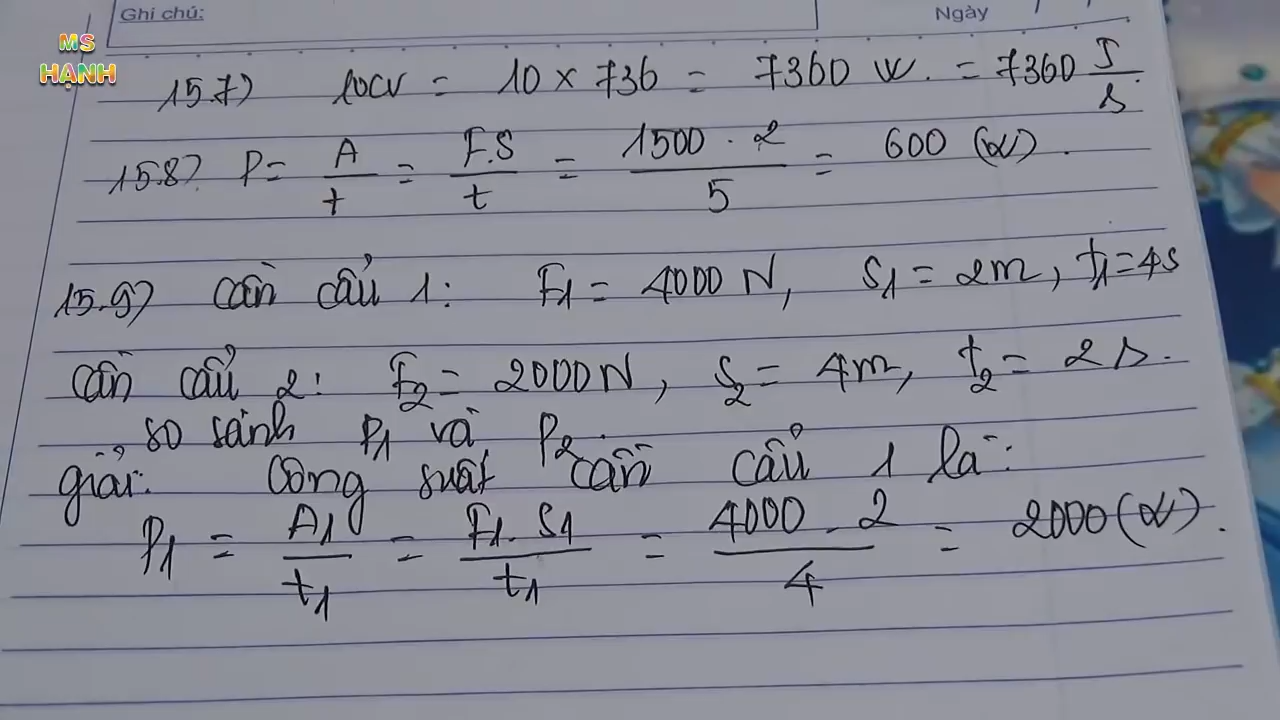 Ghi chú:
Ngày
MS
HẠNH
15.7) 10CV = 10 × 736 = 7360 W. = 7360 J/s.
15.8) P = A/t = F.S/t = 1500 . 2/5 = 600 (W).
15.9) Cần cẩu 1: F1 = 4000 N, S1 = 2m, t1 = 4s
Cần cẩu 2: F2 = 2000 N, S2 = 4m, t2 = 2s.
so sánh P1 và P2.
giải: Công suất cần cẩu 1 là:
P1 = A1/t1 = F1. S1/t1 = 4000 . 2/4 = 2000 (W).